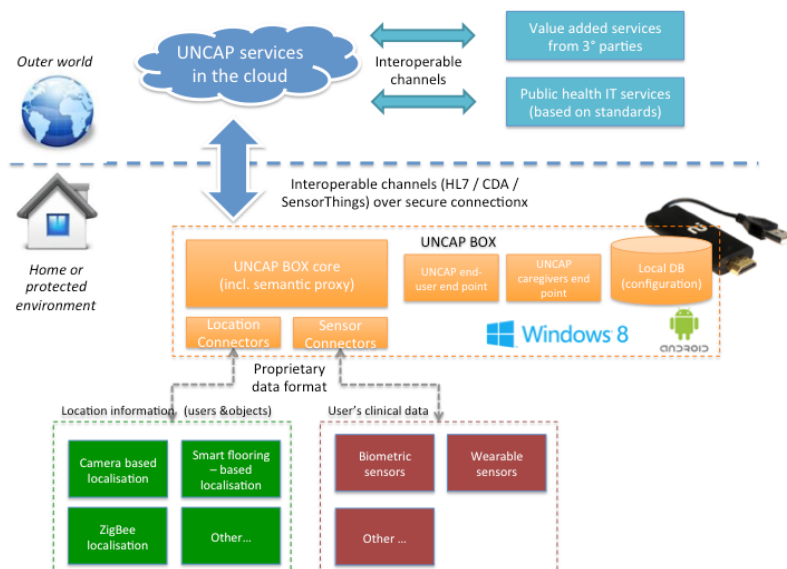 Outer world
UNCAP services
in the cloud
Interoperable
channels
Value added services
from 3° parties
Public health IT services
(based on standards)
Interoperable channels (HL7 / CDA /
SensorThings) over secure connectionx
Home or
protected
environment
UNCAP BOX
UNCAP BOX core
(incl. semantic proxy)
UNCAP end-
user end point
UNCAP
caregivers end
point
Local DB
(configuration)
Location
Connectors
Sensor
Connectors
Windows 8
ANDROID
Proprietary
data format
Location information (users &objects)
User's clinical data
Camera based
localisation
Smart flooring
– based
localisation
ZigBee
localisation
Other...
Biometric
sensors
Wearable
sensors
Other ...